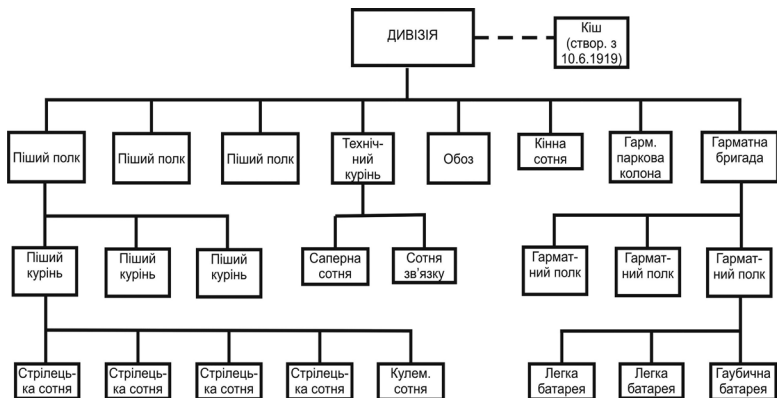 ДИВІЗІЯ
Кіш
(створ. з
10.6.1919)
Піший полк
Піший полк
Піший полк
Техніч-
ний
курінь
Обоз
Кінна
сотня
Гарм.
паркова
колона
Гарматна
бригада
Піший
курінь
Піший
курінь
Піший
курінь
Саперна
сотня
Сотня
зв'язку
Гармат-
ний полк
Гармат-
ний полк
Гармат-
ний полк
Стрілець-
ка сотня
Стрілець-
ка сотня
Стрілець-
ка сотня
Стрілець-
ка сотня
Кулем.
сотня
Легка
батарея
Легка
батарея
Гаубична
батарея